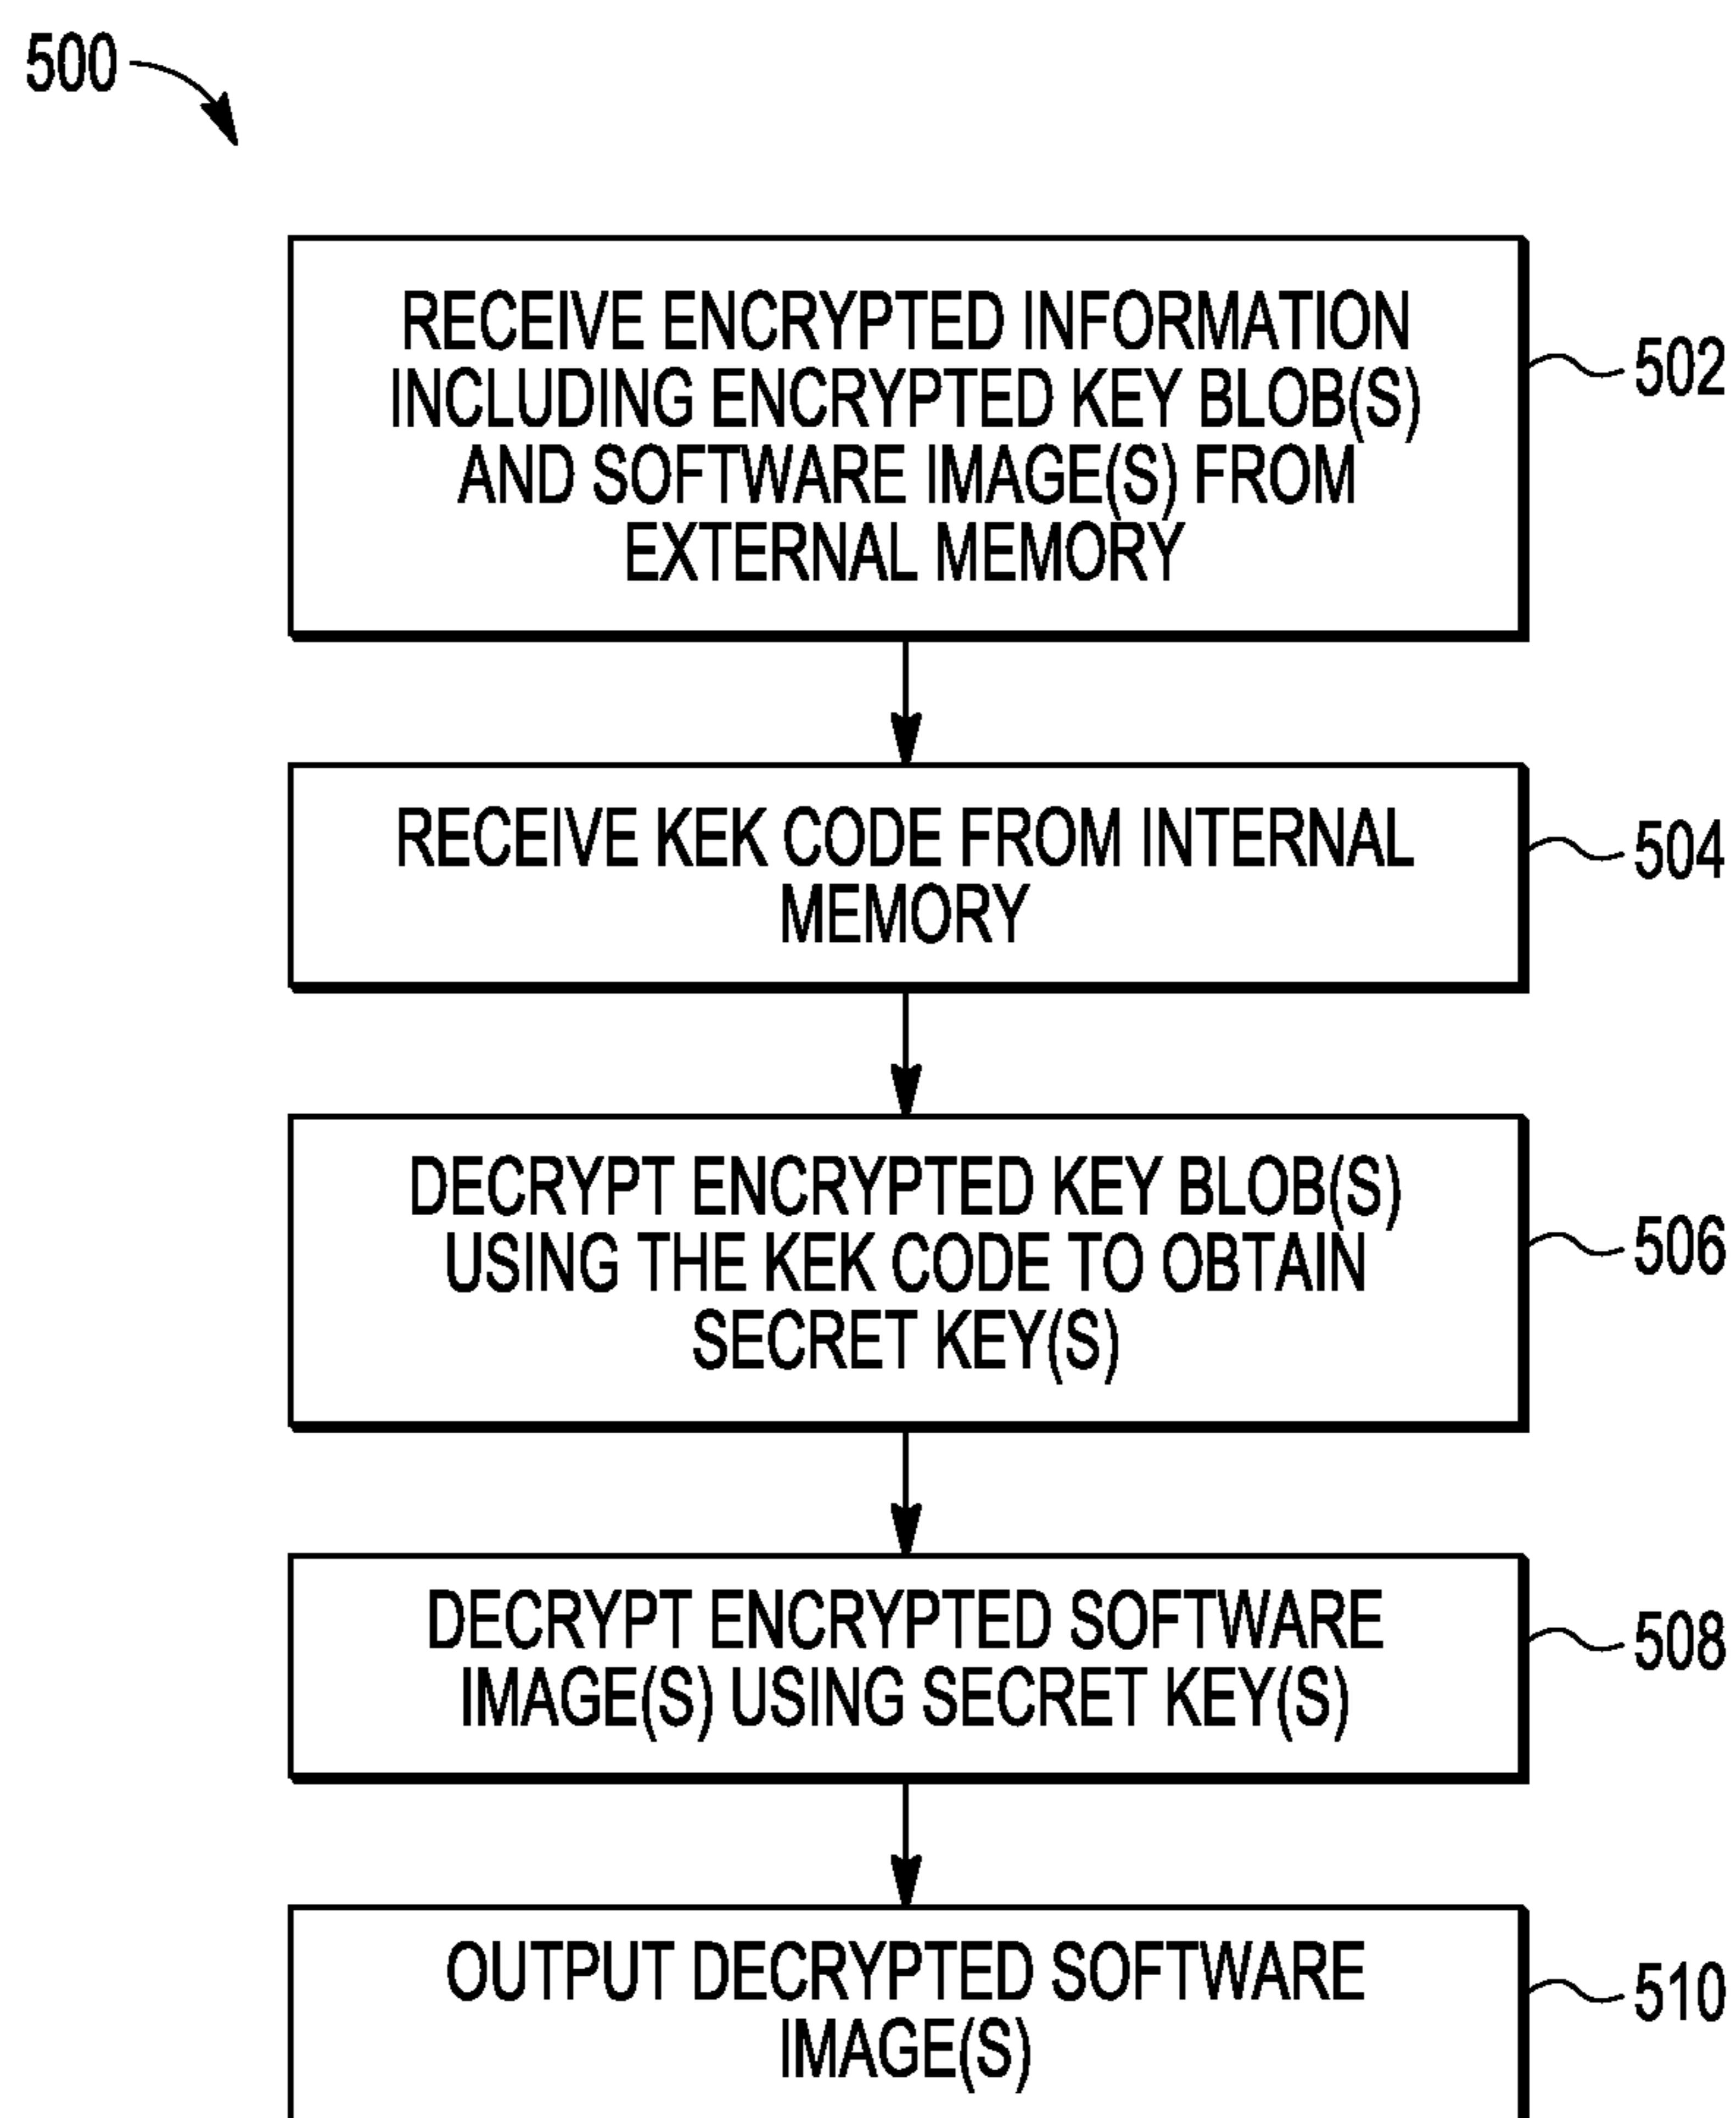 500
RECEIVE ENCRYPTED INFORMATION
INCLUDING ENCRYPTED KEY BLOB(S)
AND SOFTWARE IMAGE(S) FROM
EXTERNAL MEMORY
502
RECEIVE KEK CODE FROM INTERNAL
MEMORY
504
DECRYPT ENCRYPTED KEY BLOB(S)
USING THE KEK CODE TO OBTAIN
SECRET KEY(S)
506
DECRYPT ENCRYPTED SOFTWARE
IMAGE(S) USING SECRET KEY(S)
508
OUTPUT DECRYPTED SOFTWARE
IMAGE(S)
510